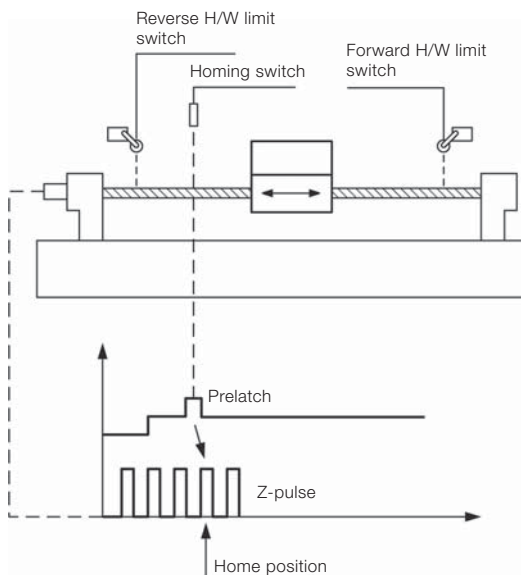 Reverse H/W limit
switch
Homing switch
Forward H/W limit
switch
Prelatch
Z-pulse
Home position